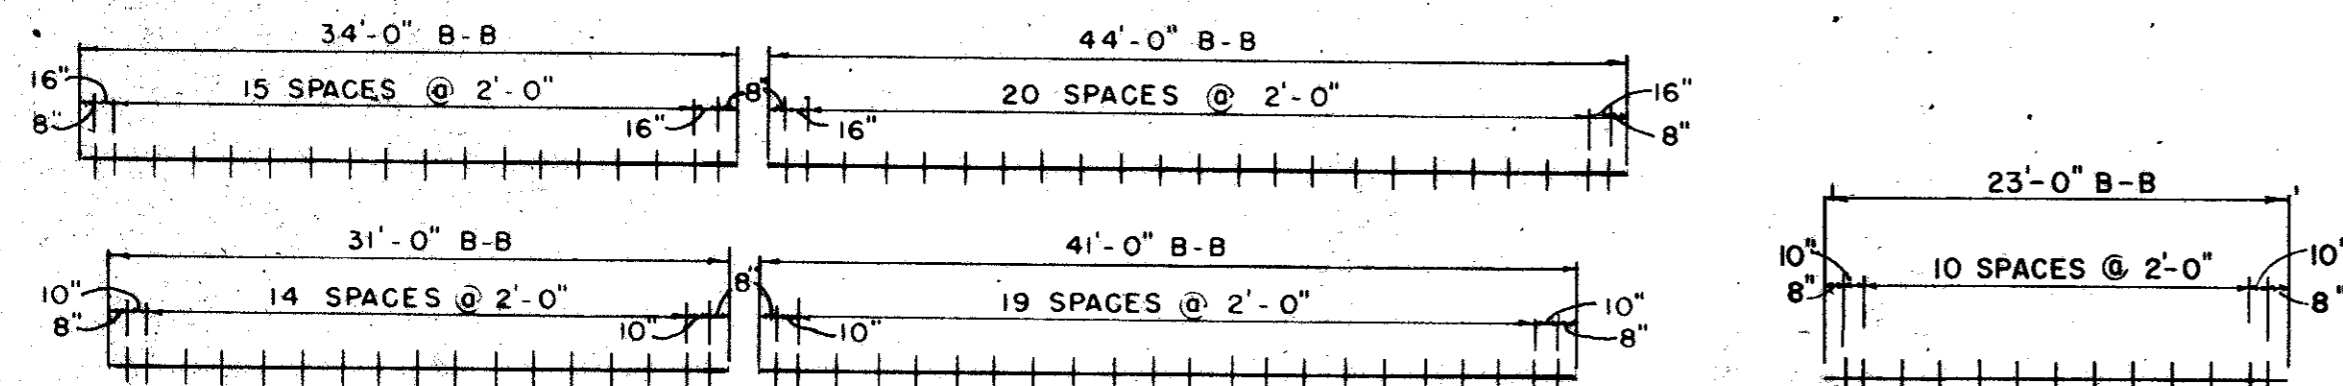 34'-0" B-B
16" 15 SPACES @ 2'-0" 8"
8" 16"
44'-0" B-B
20 SPACES @ 2'-0" 16"
16" 8"
31'-0" B-B
10" 14 SPACES @ 2'-0" 8"
8" 10"
41'-0" B-B
19 SPACES @ 2'-0" 10"
10" 8"
23'-0" B-B
10" 10 SPACES @ 2'-0" 10"
8" 8"